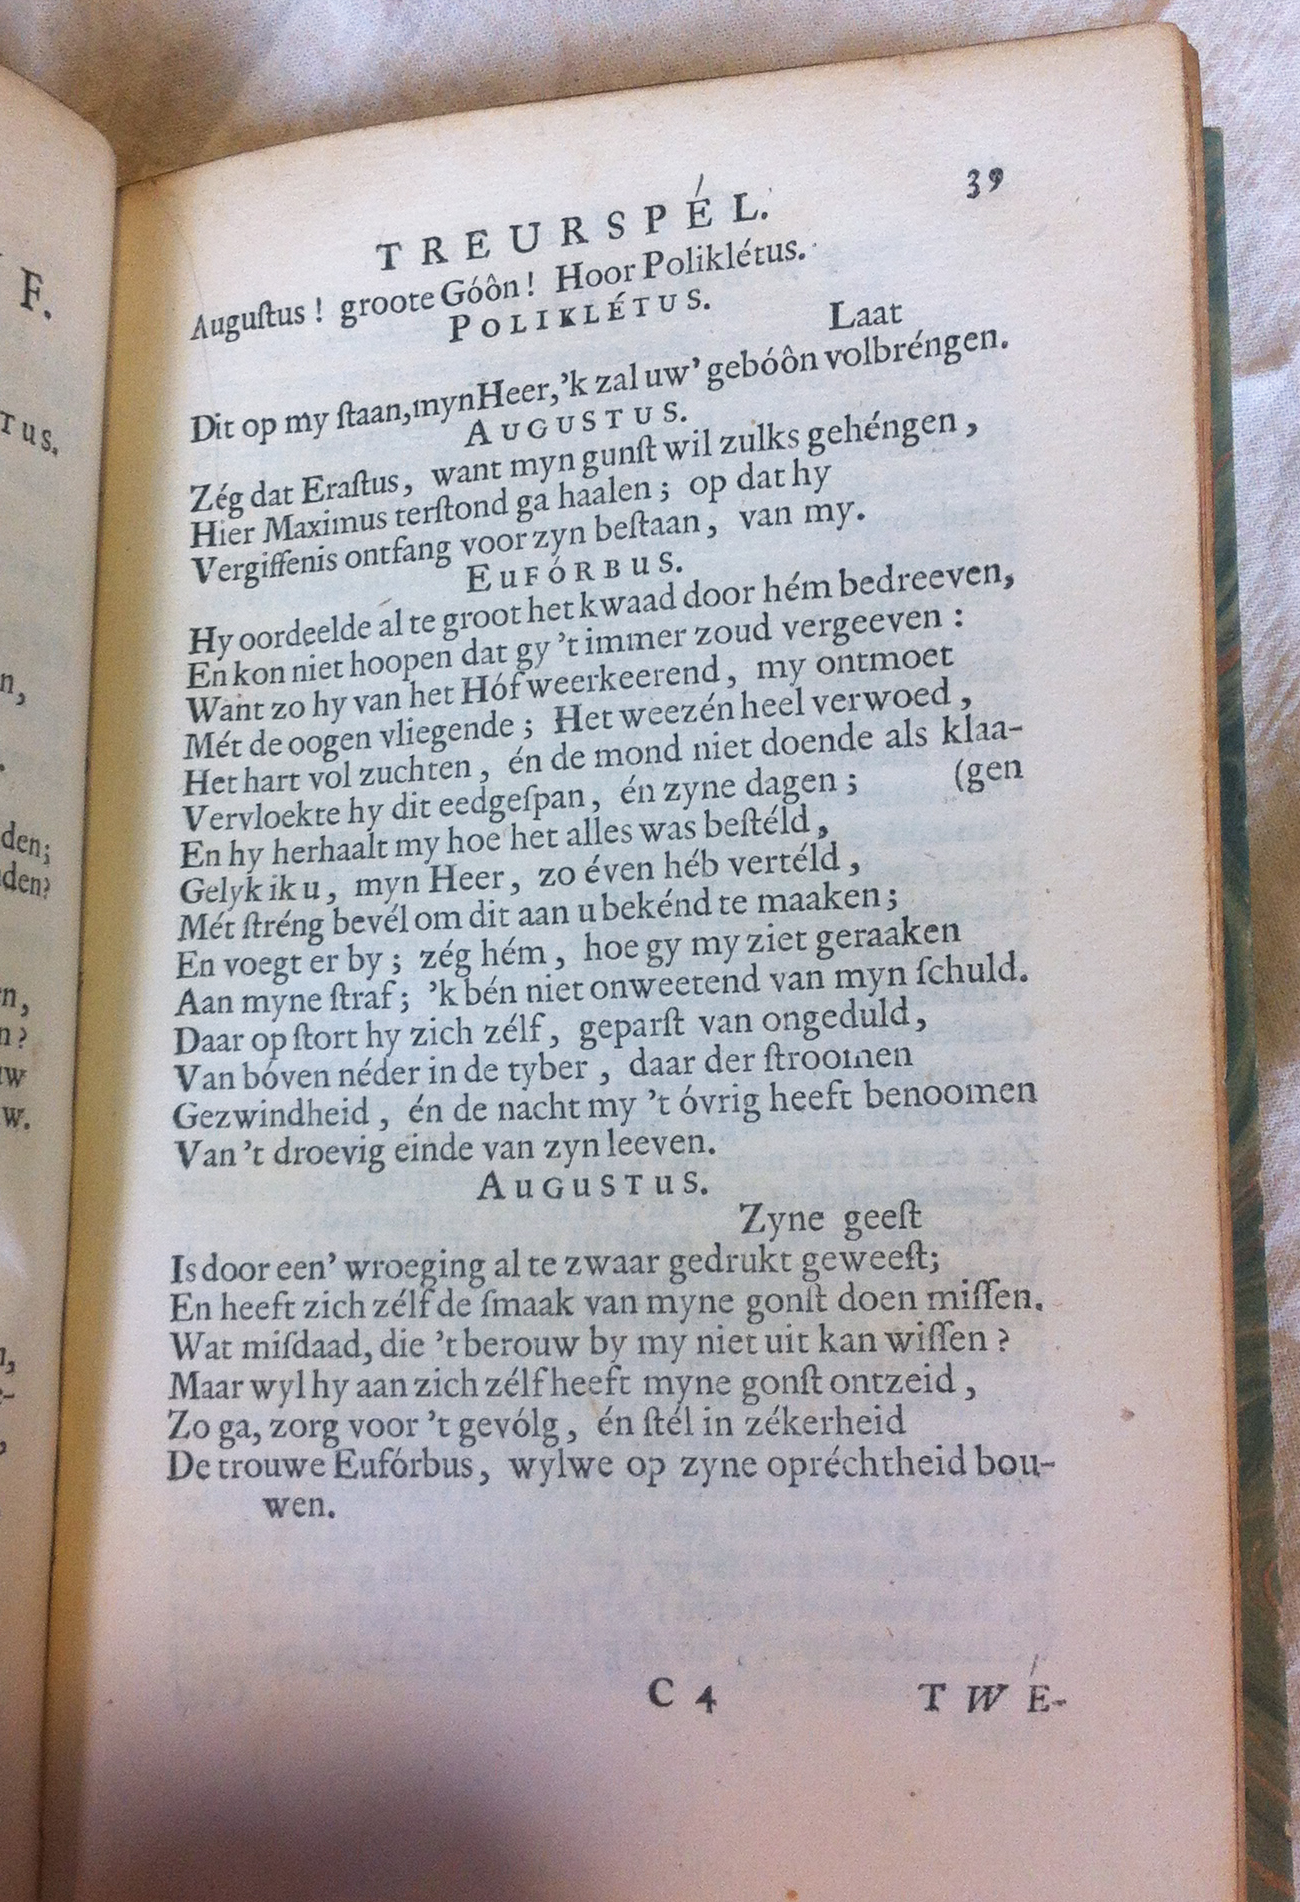 F.
TUS.
n,
den;
den?
n,
n?
w
w.
TREURSPÉL. 39
Auguſtus! groote Góôn! Hoor Poliklétus.
POLIKLÉTUS.
Laat
Dit op my ſtaan, mynHeer, 'k zal uw' gebóôn volbréngen.
AUGUSTUS.
Zég dat Eraſtus, want myn gunſt wil zulks gehéngen,
Hier Maximus terſtond ga haalen; op dat hy
Vergiffenis ontfang voor zyn beſtaan, van my.
EUFÓRBUS.
Hy oordeelde al te groot het kwaad door hém bedreeven,
En kon niet hoopen dat gy 't immer zoud vergeeven:
Want zo hy van het Hóf weerkeerend, my ontmoet
Mét de oogen vliegende; Het weezén heel verwoed,
Het hart vol zuchten, én de mond niet doende als klaa-
Vervloekte hy dit eedgeſpan, én zyne dagen; (gen
En hy herhaalt my hoe het alles was beſtéld,
Gelyk ik u, myn Heer, zo éven héb vertéld,
Mét ſtréng bevél om dit aan u bekénd te maaken;
En voegt er by; zég hém, hoe gy my ziet geraaken
Aan myne ſtraf; 'k bén niet onweetend van myn ſchuld.
Daar op ſtort hy zich zélf, geparſt van ongeduld,
Van bóven néder in de tyber, daar der ſtroomen
Gezwindheid, én de nacht my 't óvrig heeft benoomen
Van 't droevig einde van zyn leeven.
AUGUSTUS.
Zyne geeſt
Is door een' wroeging al te zwaar gedrukt geweeſt;
En heeft zich zélf de ſmaak van myne gonſt doen miſſen.
Wat miſdaad, die 't berouw by my niet uit kan wiſſen?
Maar wyl hy aan zich zélf heeft myne gonſt ontzeid,
Zo ga, zorg voor 't gevólg, én ſtél in zékerheid
De trouwe Eufórbus, wylwe op zyne opréchtheid bou-
wen.
C 4 TWÉ-